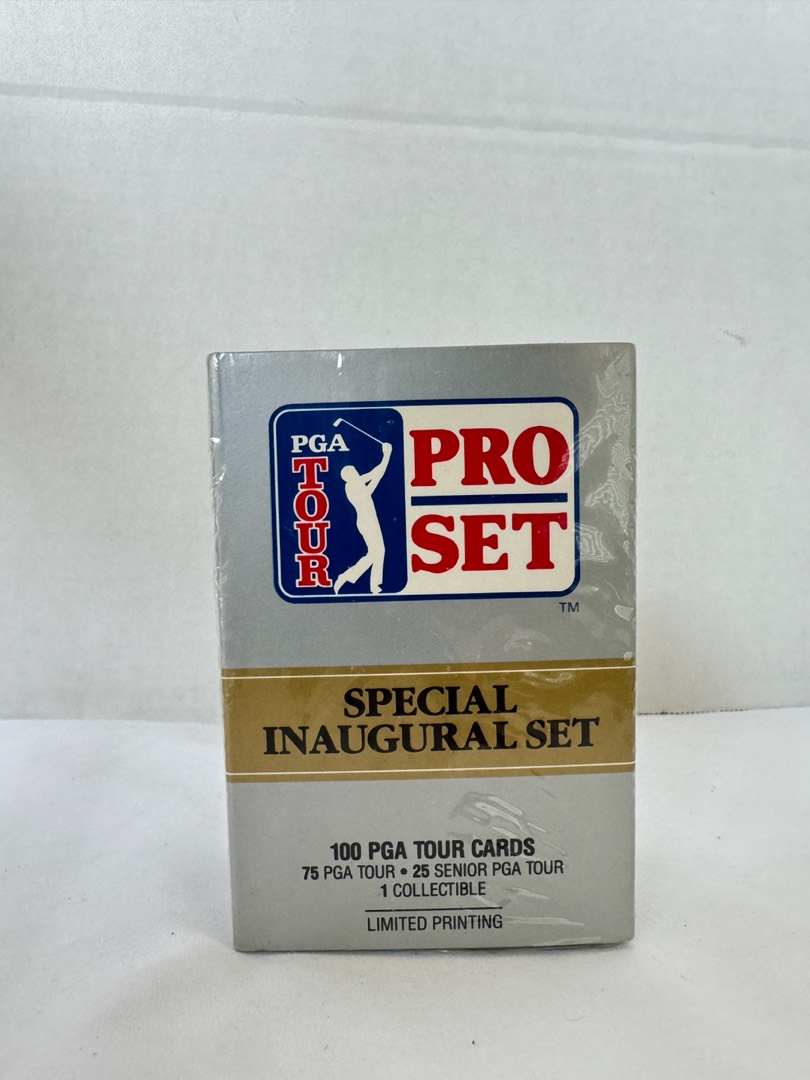 PGA
TOUR
PRO
SET
TM
SPECIAL
INAUGURAL SET
100 PGA TOUR CARDS
75 PGA TOUR • 25 SENIOR PGA TOUR
1 COLLECTIBLE
LIMITED PRINTING